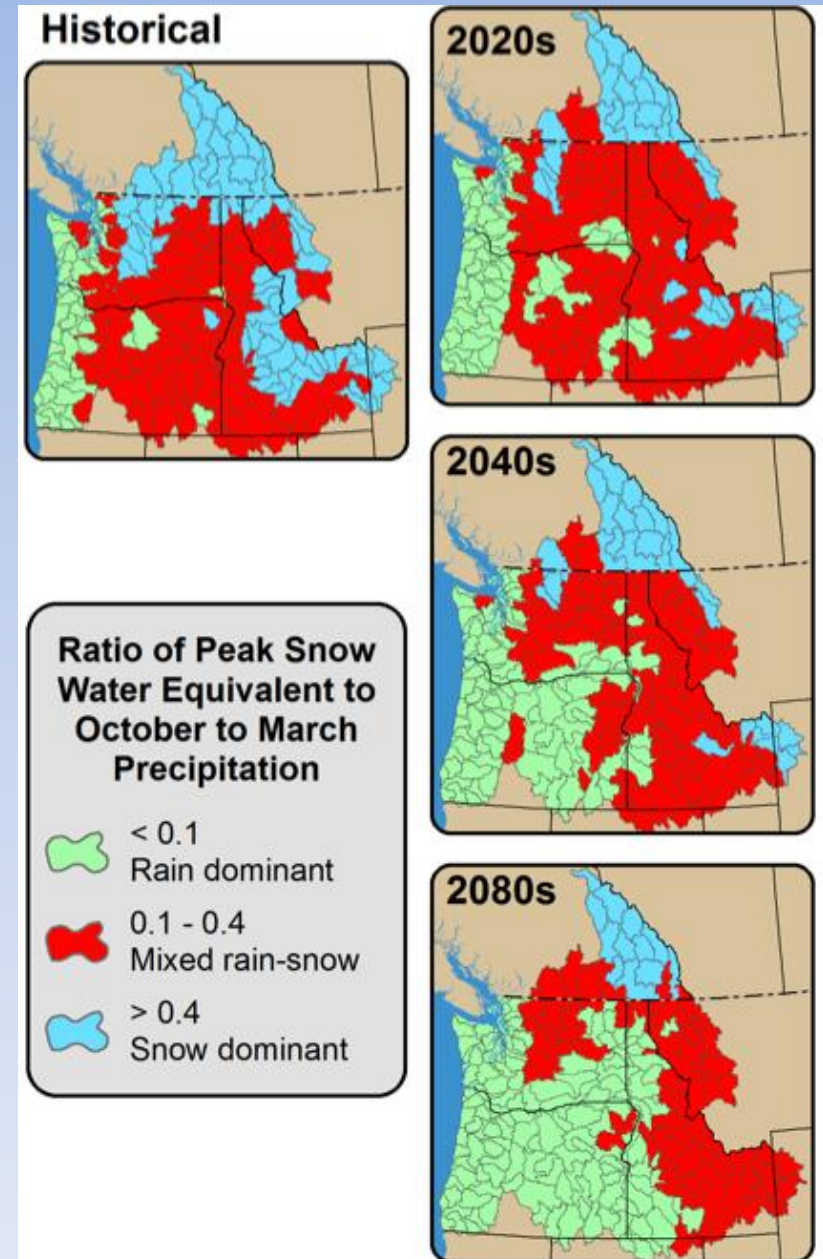 Historical
2020s
2040s
Ratio of Peak Snow
Water Equivalent to
October to March
Precipitation
< 0.1
Rain dominant
0.1 - 0.4
Mixed rain-snow
> 0.4
Snow dominant
2080s